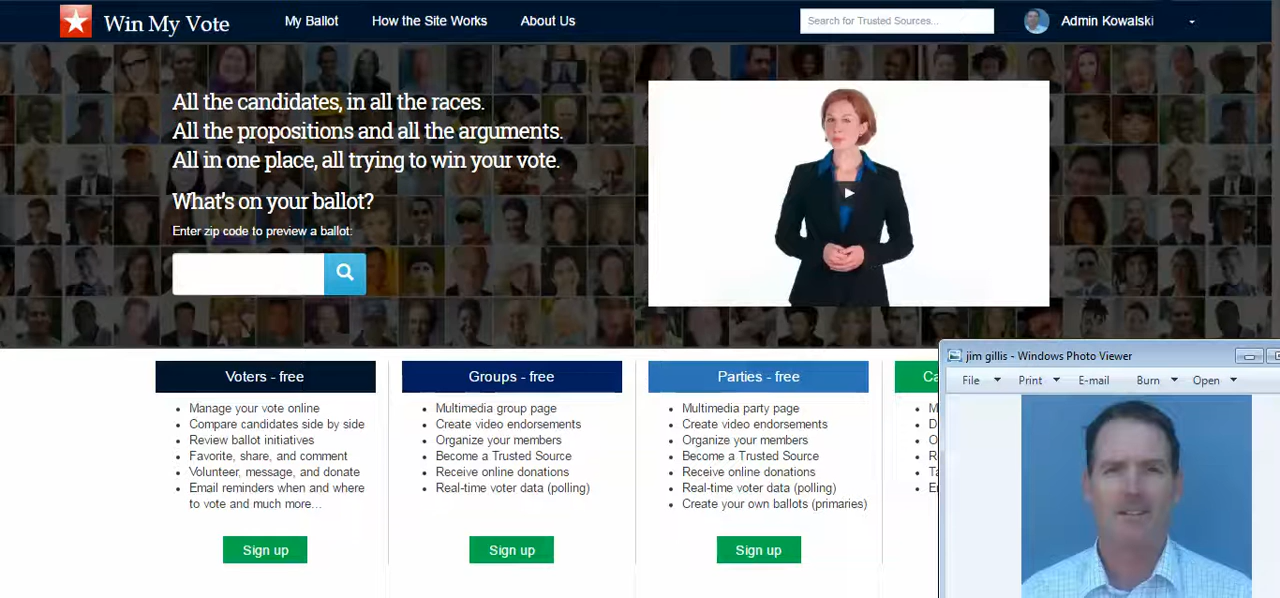 Win My Vote
My Ballot
How the Site Works
About Us
Search for Trusted Sources...
Admin Kowalski
All the candidates, in all the races.
All the propositions and all the arguments.
All in one place, all trying to win your vote.
What's on your ballot?
Enter zip code to preview a ballot:
Voters - free
Manage your vote online
Compare candidates side by side
Review ballot initiatives
Favorite, share, and comment
Volunteer, message, and donate
Email reminders when and where
to vote and much more...
Sign up
Groups - free
Multimedia group page
Create video endorsements
Organize your members
Become a Trusted Source
Receive online donations
Real-time voter data (polling)
Sign up
Parties - free
Multimedia party page
Create video endorsements
Organize your members
Become a Trusted Source
Receive online donations
Real-time voter data (polling)
Create your own ballots (primaries)
Sign up
jim gillis - Windows Photo Viewer
File
Print
E-mail
Burn
Open